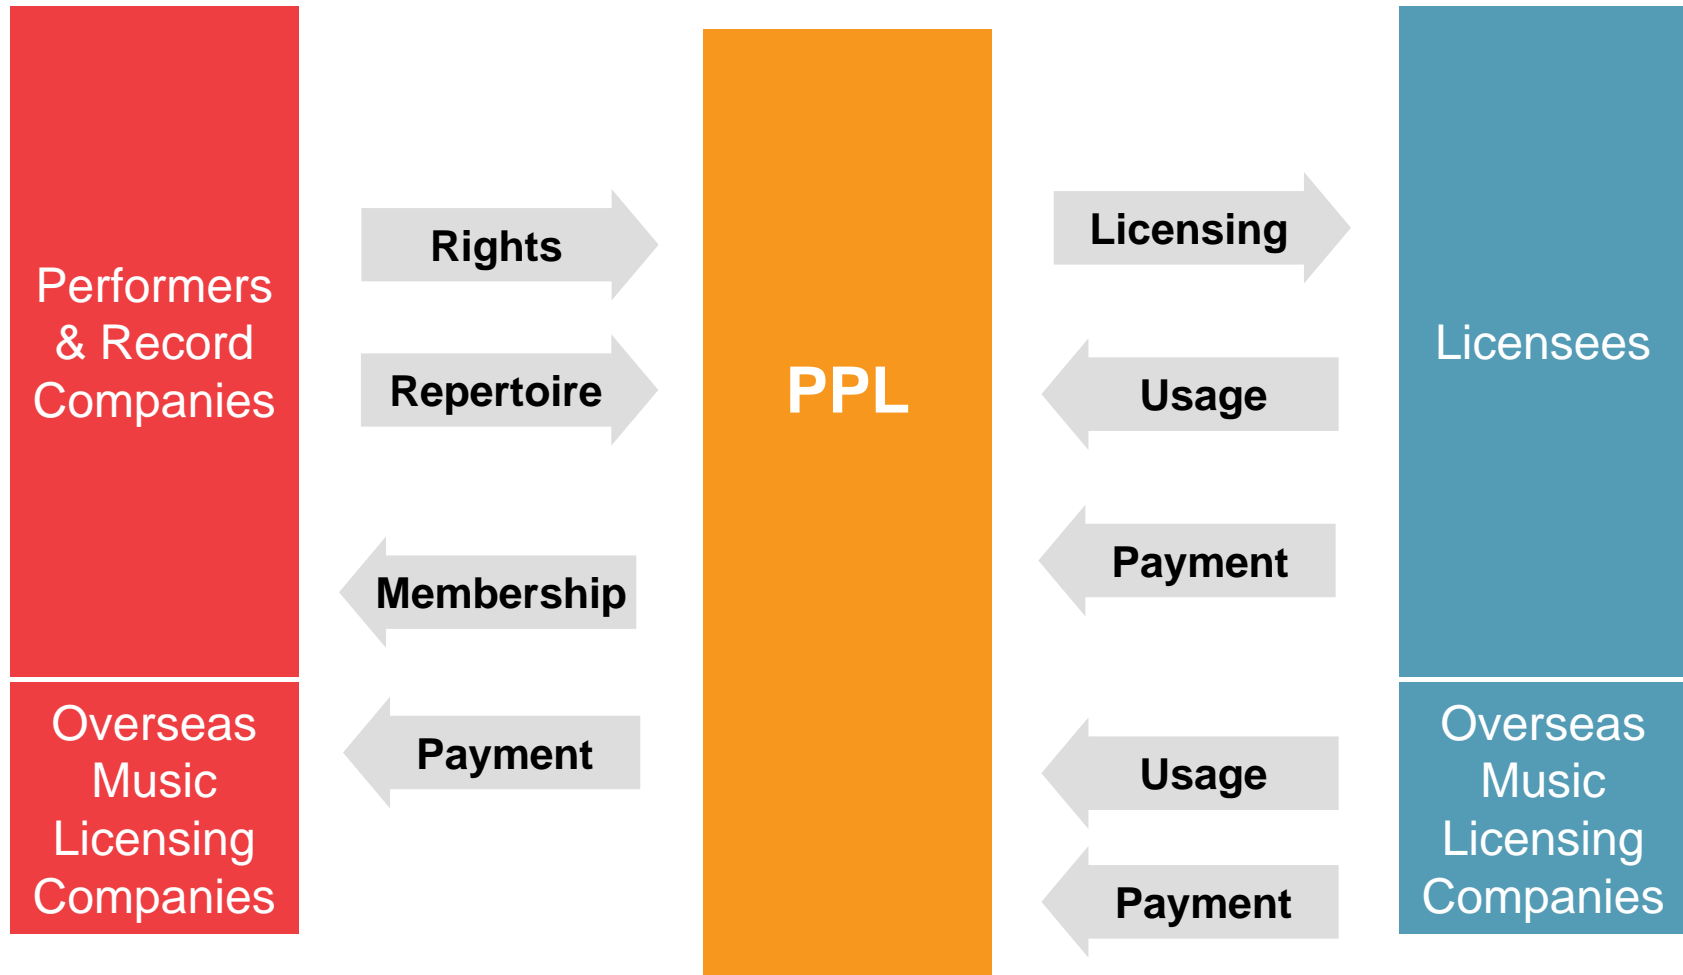 Performers
& Record
Companies
Overseas
Music
Licensing
Companies
Rights
Repertoire
Membership
Payment
PPL
Licensing
Usage
Payment
Usage
Payment
Licensees
Overseas
Music
Licensing
Companies